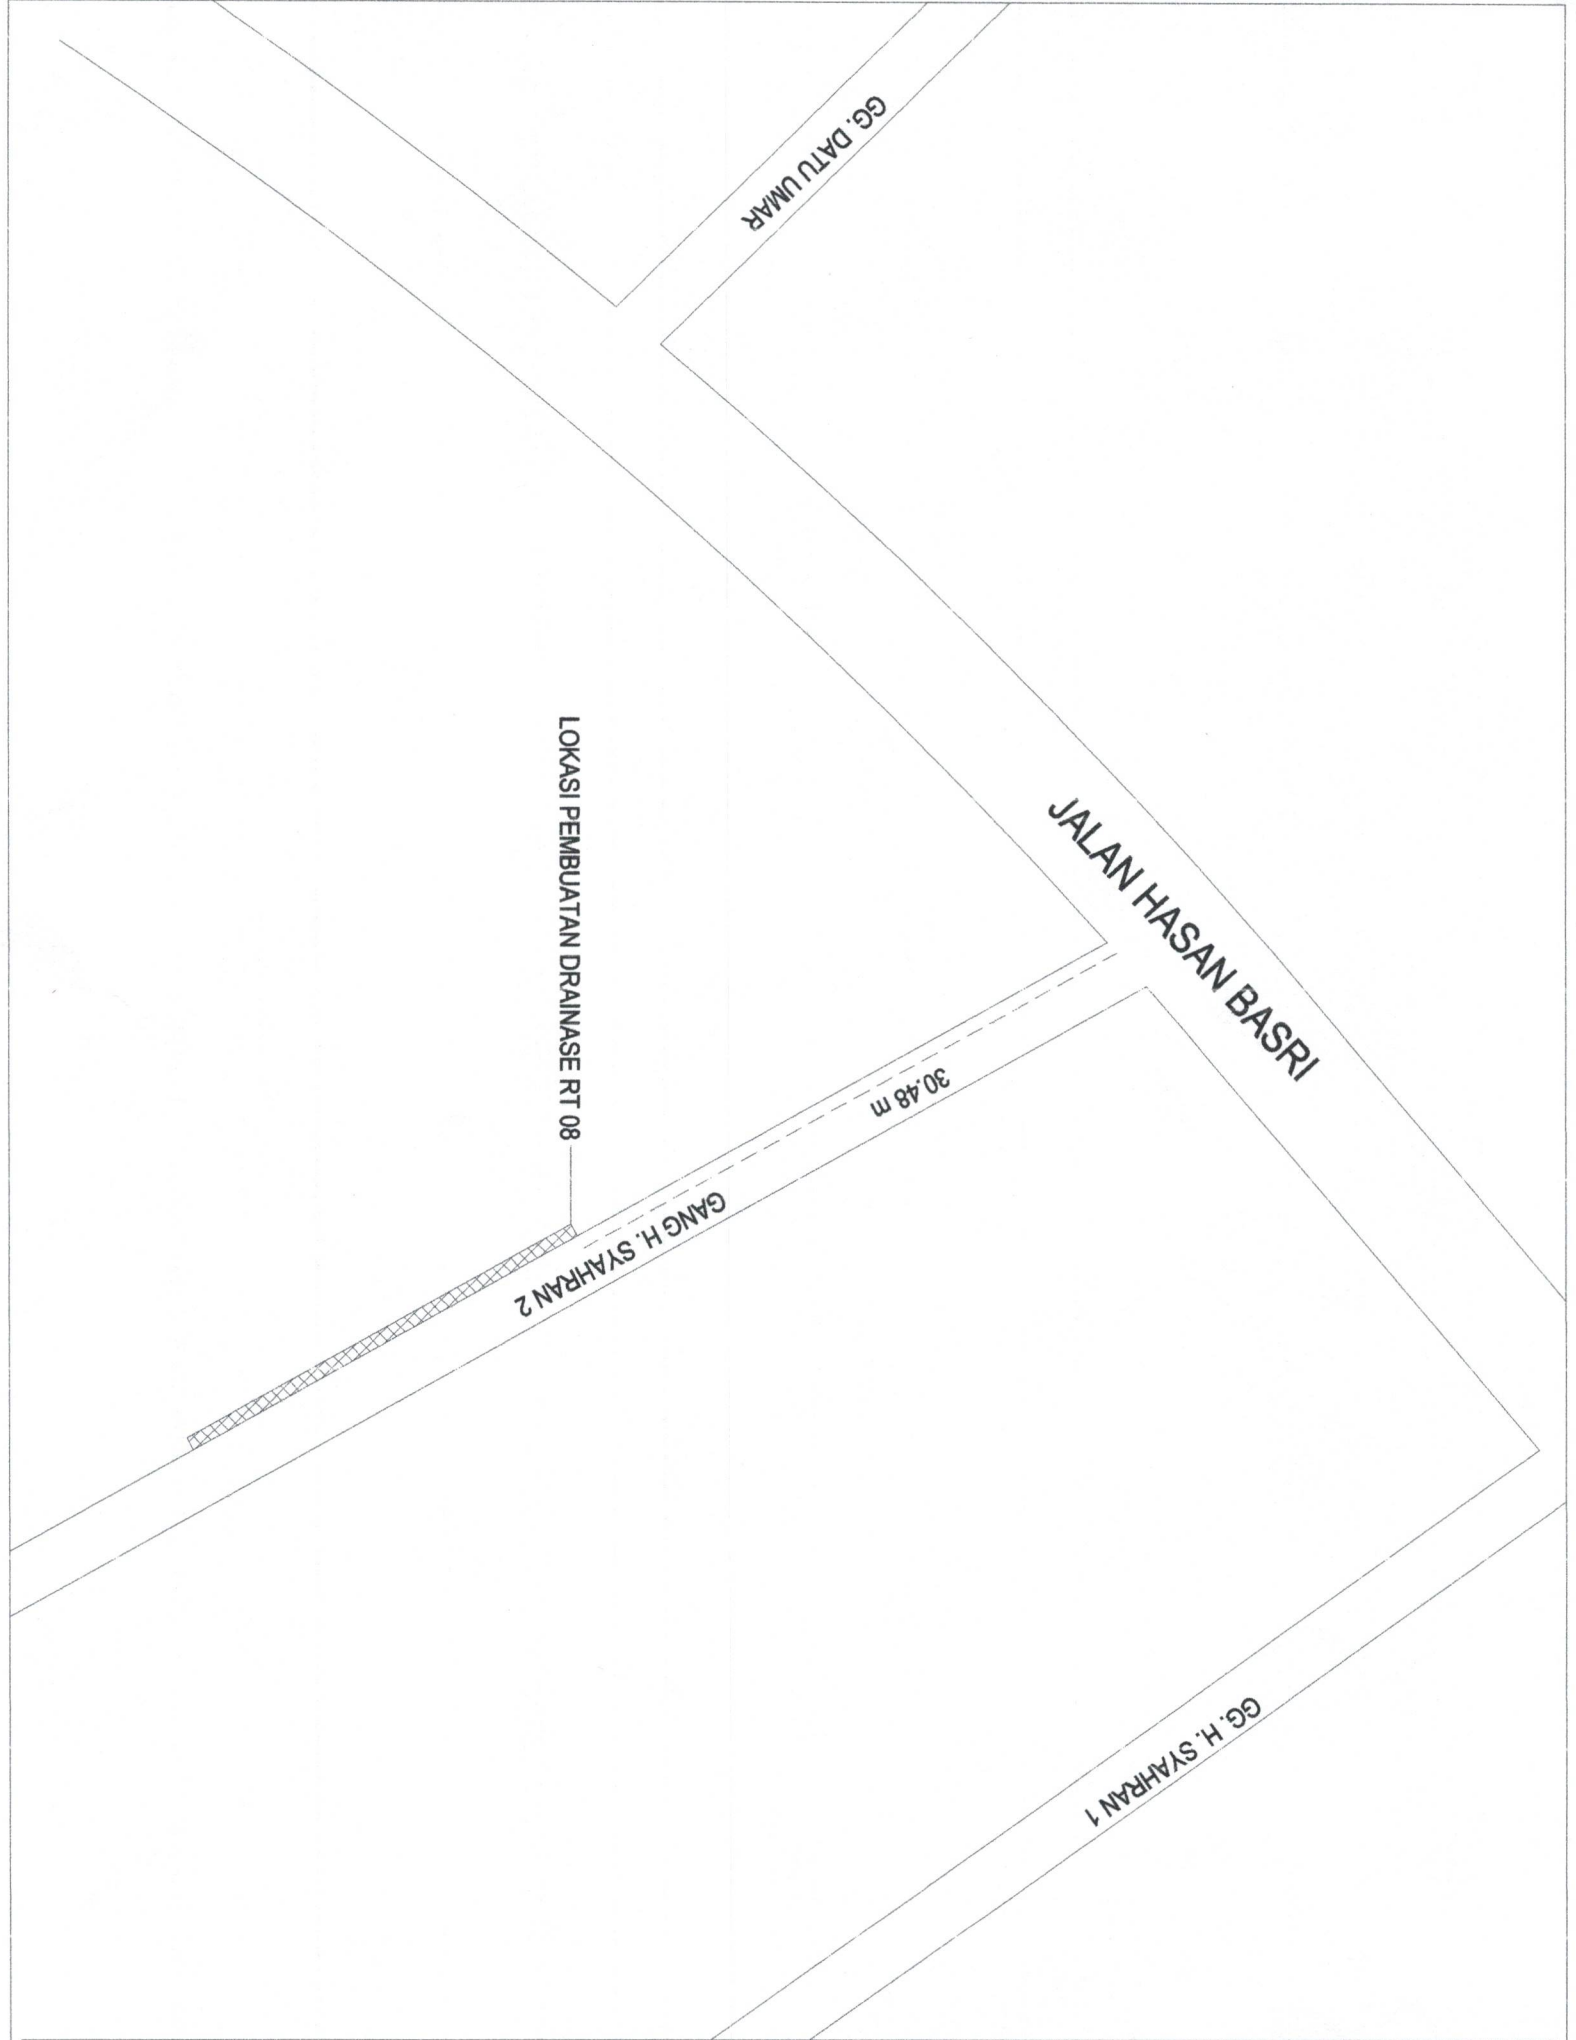 GG. DATU UMAR
JALAN HASAN BASRI
LOKASI PEMBUATAN DRAINASE RT 08
30.48 m
GANG H. SYAHRAN 2
GG. H. SYAHRAN 1